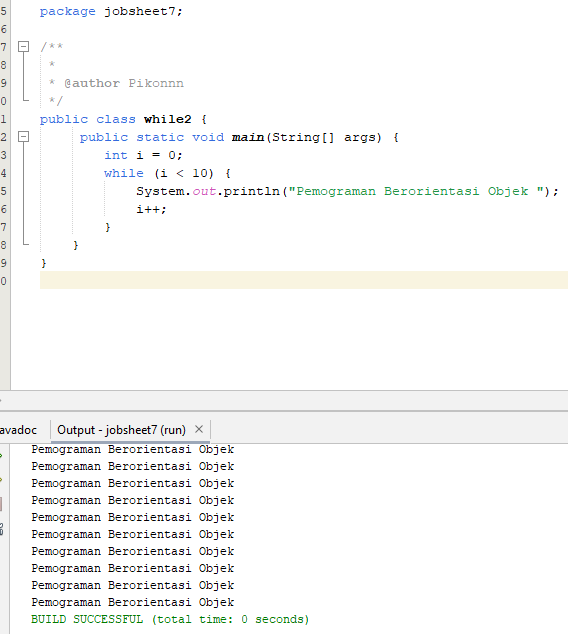 5 package jobsheet7;
6
7 /**
8 *
9 * @author Pikonnn
0 */
1 public class while2 {
2 public static void main(String[] args) {
3 int i = 0;
4 while (i < 10) {
5 System.out.println("Pemograman Berorientasi Objek ");
6 i++;
7 }
8 }
9 }
0
avadoc Output - jobsheet7 (run) ×
Pemograman Berorientasi Objek
Pemograman Berorientasi Objek
Pemograman Berorientasi Objek
Pemograman Berorientasi Objek
Pemograman Berorientasi Objek
Pemograman Berorientasi Objek
Pemograman Berorientasi Objek
Pemograman Berorientasi Objek
Pemograman Berorientasi Objek
Pemograman Berorientasi Objek
BUILD SUCCESSFUL (total time: 0 seconds)